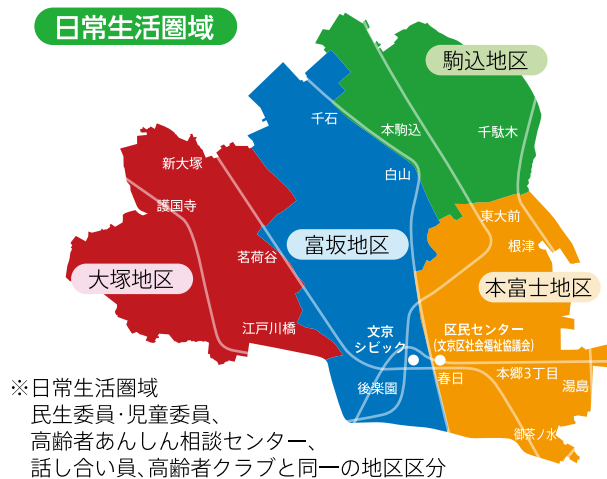 日常生活圏域
駒込地区
千石
本駒込
千駄木
新大塚
白山
護国寺
東大前
富坂地区
根津
茗荷谷
大塚地区
本富士地区
江戸川橋
文京
シビック
区民センター
(文京区社会福祉協議会)
春日
本郷3丁目
湯島
後楽園
御茶ノ水
※日常生活圏域
民生委員・児童委員、
高齢者あんしん相談センター、
話し合い員、高齢者クラブと同一の地区区分